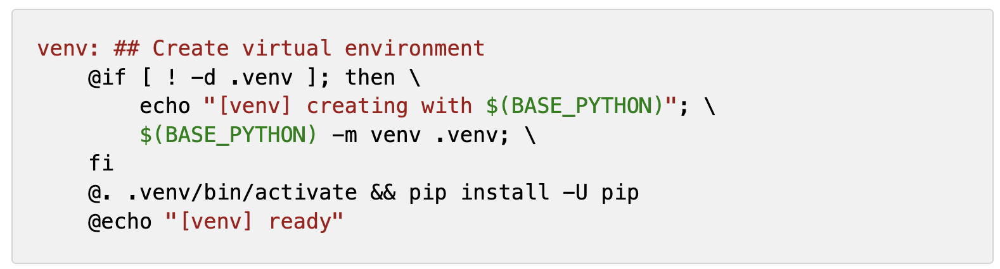 venv: ## Create virtual environment
    @if [ ! -d .venv ]; then \
        echo "[venv] creating with $(BASE_PYTHON)"; \
        $(BASE_PYTHON) -m venv .venv; \
    fi
    @. .venv/bin/activate && pip install -U pip
    @echo "[venv] ready"